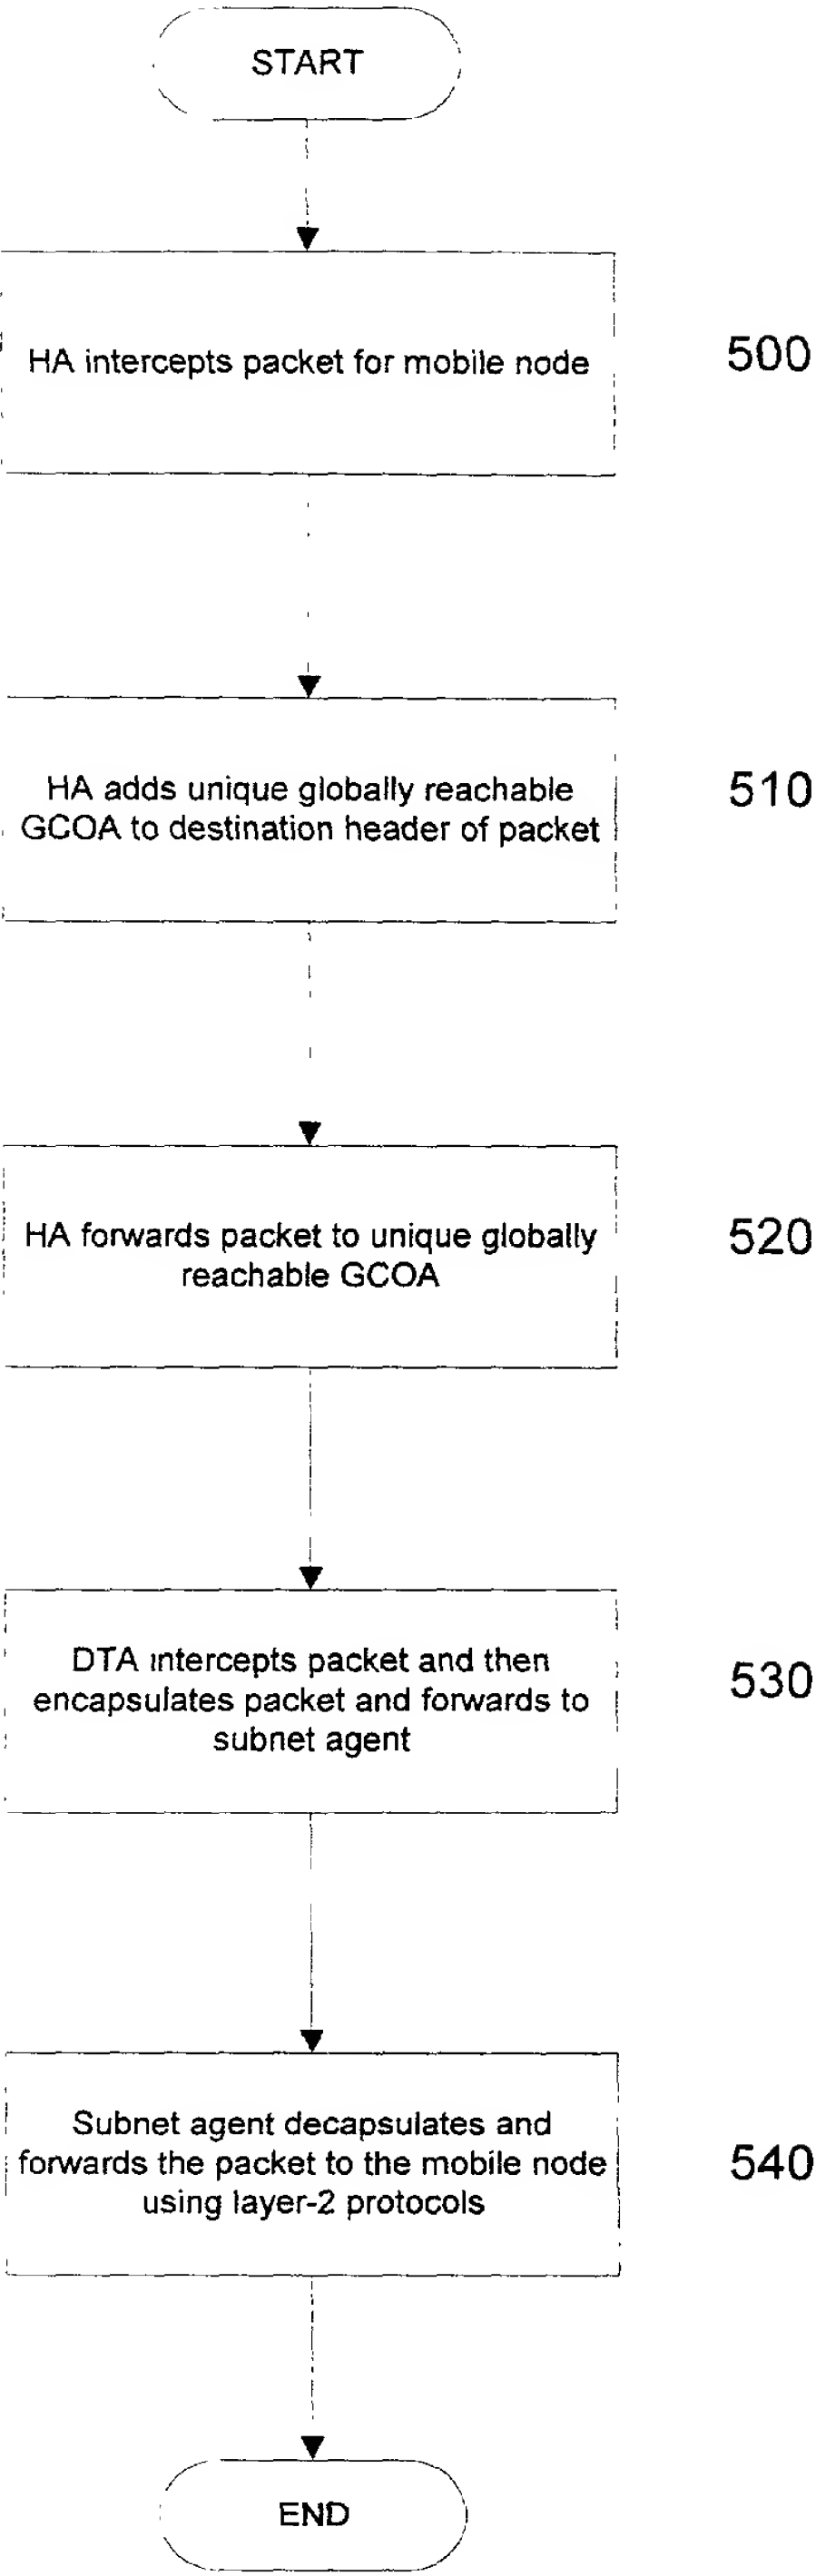 START
HA intercepts packet for mobile node
500
HA adds unique globally reachable
GCOA to destination header of packet
510
HA forwards packet to unique globally
reachable GCOA
520
DTA intercepts packet and then
encapsulates packet and forwards to
subnet agent
530
Subnet agent decapsulates and
forwards the packet to the mobile node
using layer-2 protocols
540
END